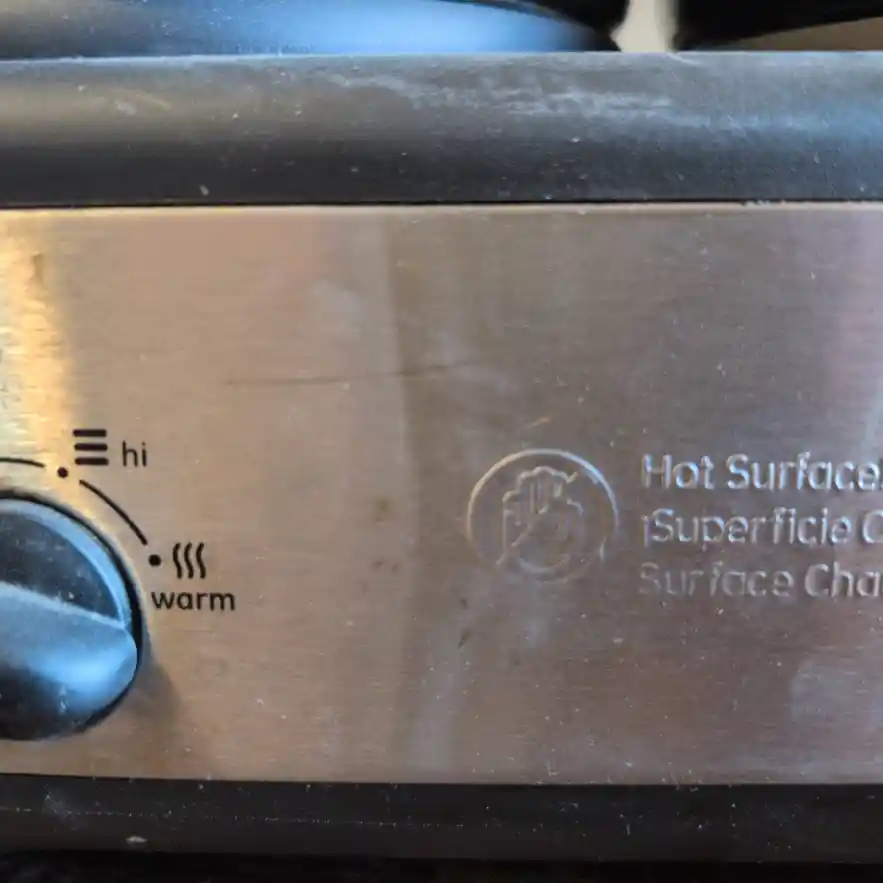 hi
warm
Hot Surface!
¡Superficie
Surface